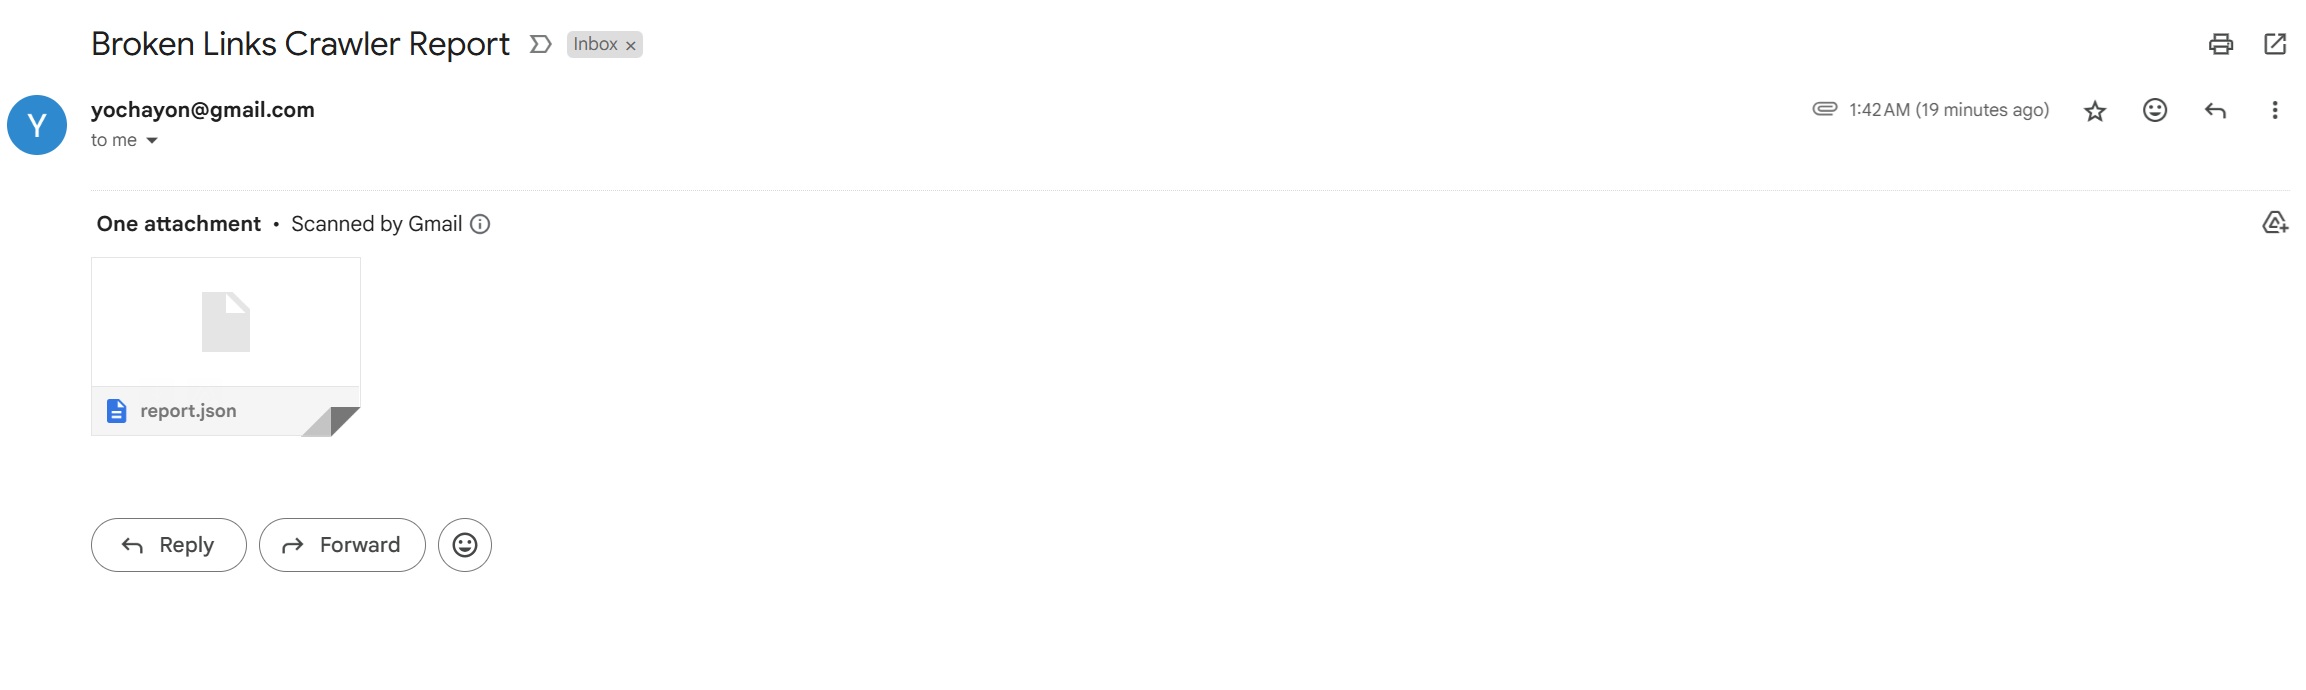 Broken Links Crawler Report
Inbox ×
Y
yochayon@gmail.com
1:42 AM (19 minutes ago)
to me
One attachment • Scanned by Gmail
report.json
Reply
Forward